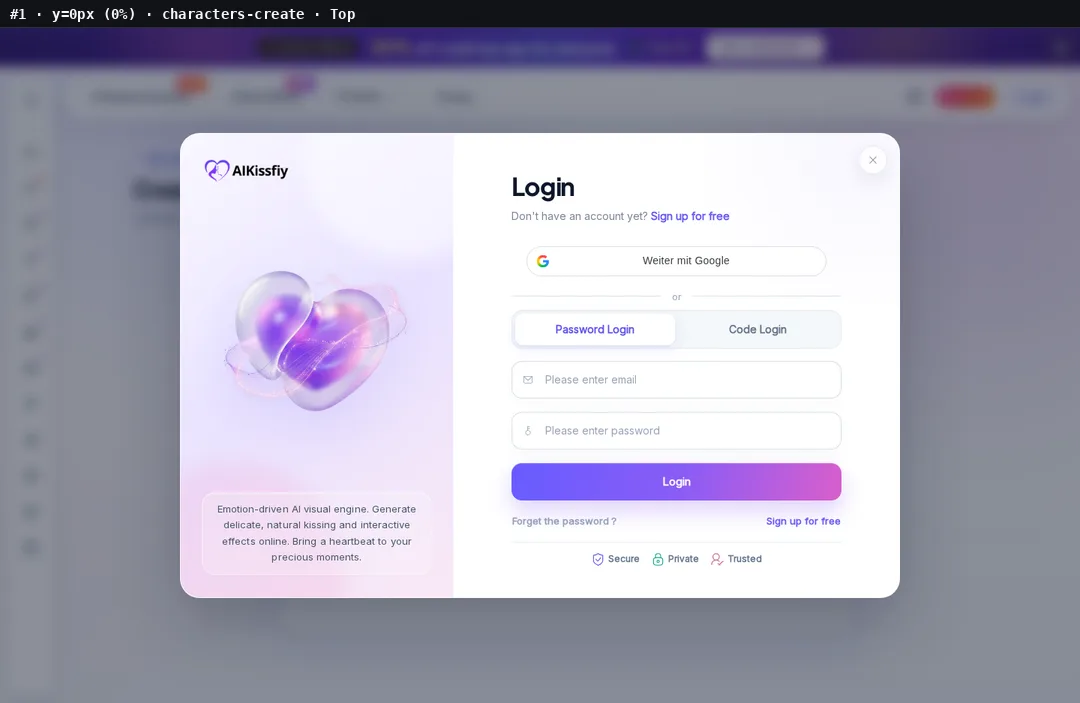 #1 · y=0px (0%) · characters-create · Top
AIKissfiy
Emotion-driven AI visual engine. Generate
delicate, natural kissing and interactive
effects online. Bring a heartbeat to your
precious moments.
Login
Don't have an account yet? Sign up for free
Weiter mit Google
or
Password Login
Code Login
Please enter email
Please enter password
Login
Forget the password ?
Sign up for free
Secure
Private
Trusted